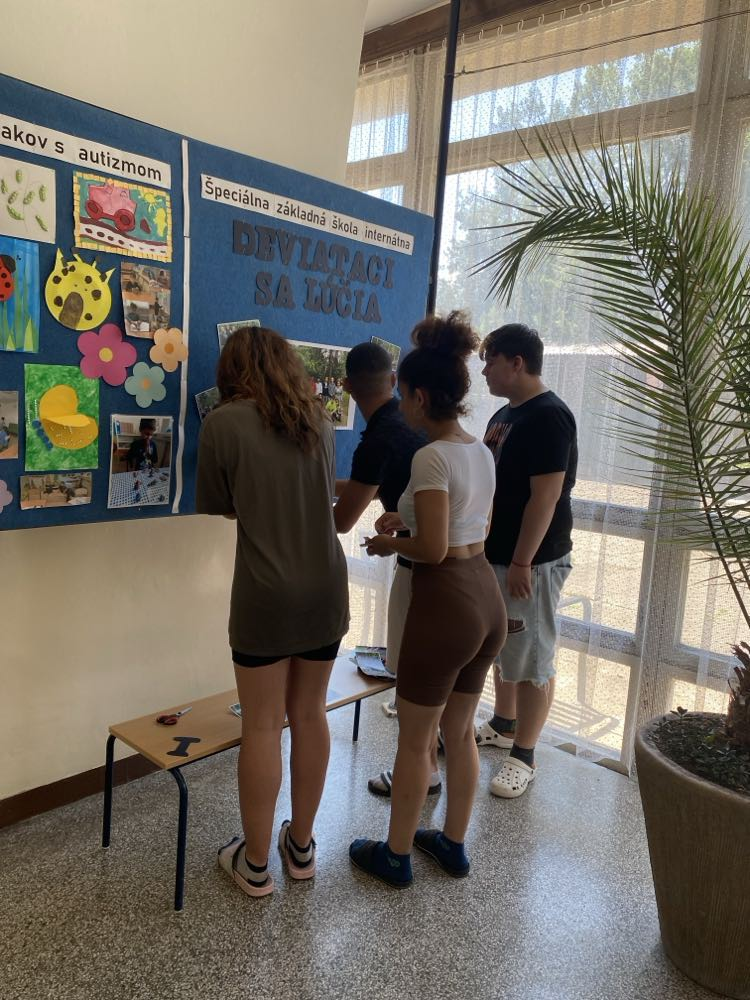 akov s autizmom
Špeciálna základná škola internátna
DEVIATACI
SA LÚČIA